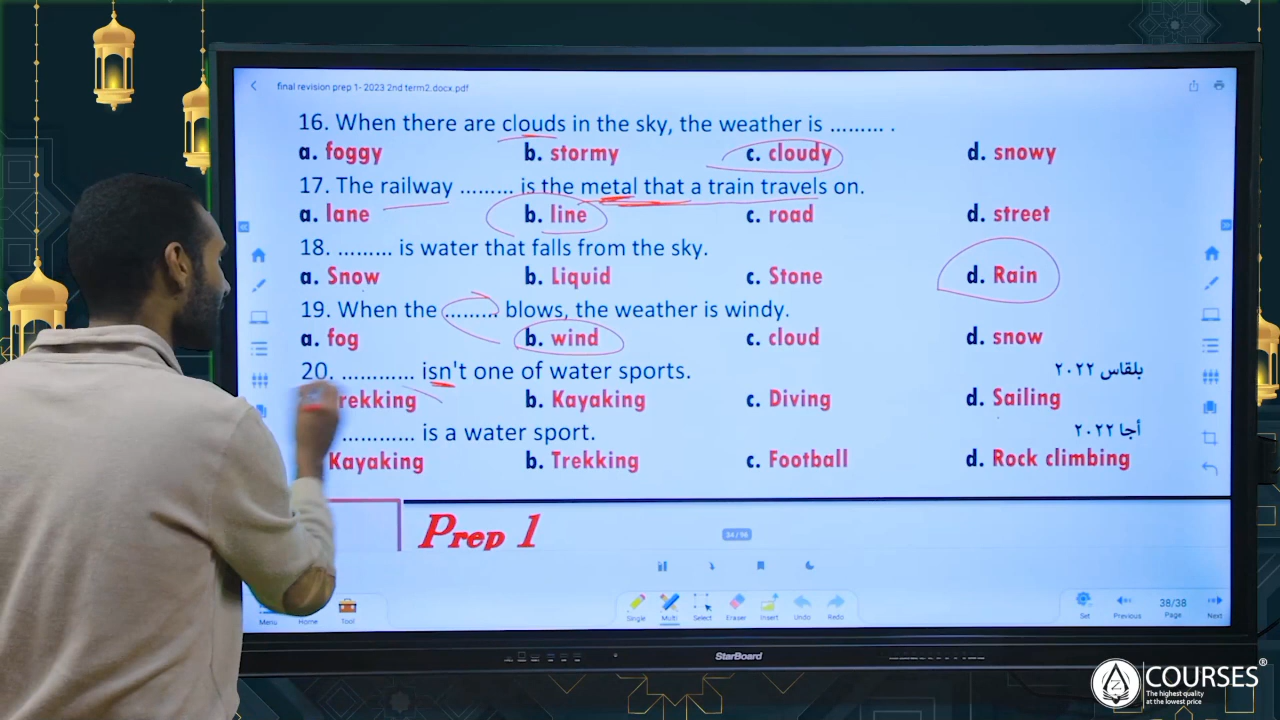 final revision prep 1- 2023 2nd term2.docx.pdf
16. When there are clouds in the sky, the weather is ......... .
a. foggy b. stormy c. cloudy d. snowy
17. The railway ......... is the metal that a train travels on.
a. lane b. line c. road d. street
18. ......... is water that falls from the sky.
a. Snow b. Liquid c. Stone d. Rain
19. When the ......... blows, the weather is windy.
a. fog b. wind c. cloud d. snow
20. ............ isn't one of water sports. بلقاس ٢٠٢٢
rekking b. Kayaking c. Diving d. Sailing
............ is a water sport. أجا ٢٠٢٢
Kayaking b. Trekking c. Football d. Rock climbing
Prep 1
34/96
Menu Home Tool Single Multi Select Eraser Insert Undo Redo Set Previous 38/38 Page Next
StarBoard
COURSES®
The highest quality
at the lowest price